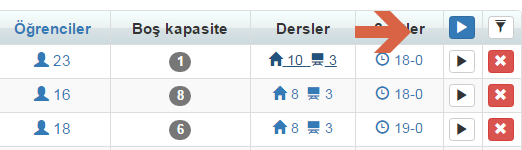 Öğrenciler Boş kapasite Dersler
23 1 10 3 18-0
16 8 8 3 18-0
18 6 8 3 19-0